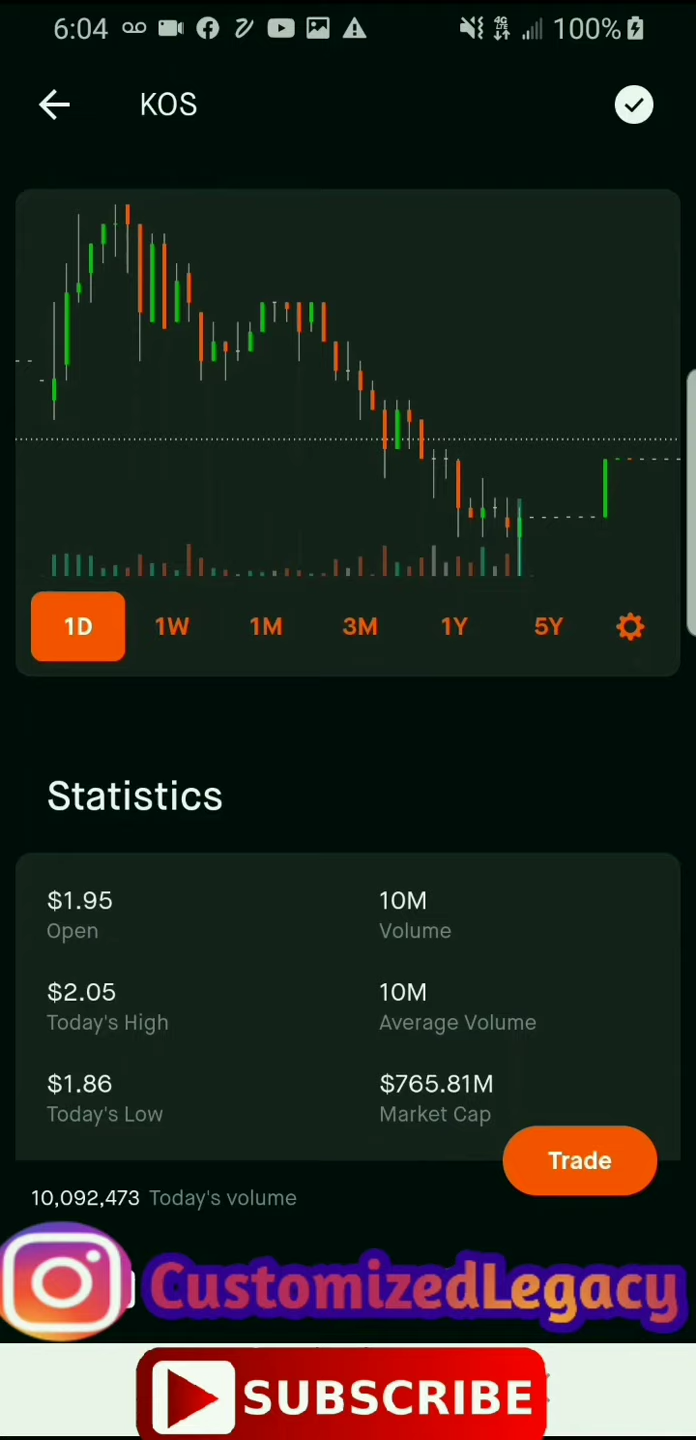 6:04 4G LTE 100%
KOS
1D 1W 1M 3M 1Y 5Y
Statistics
$1.95 10M
Open Volume
$2.05 10M
Today's High Average Volume
$1.86 $765.81M
Today's Low Market Cap
Trade
10,092,473 Today's volume
CustomizedLegacy
SUBSCRIBE